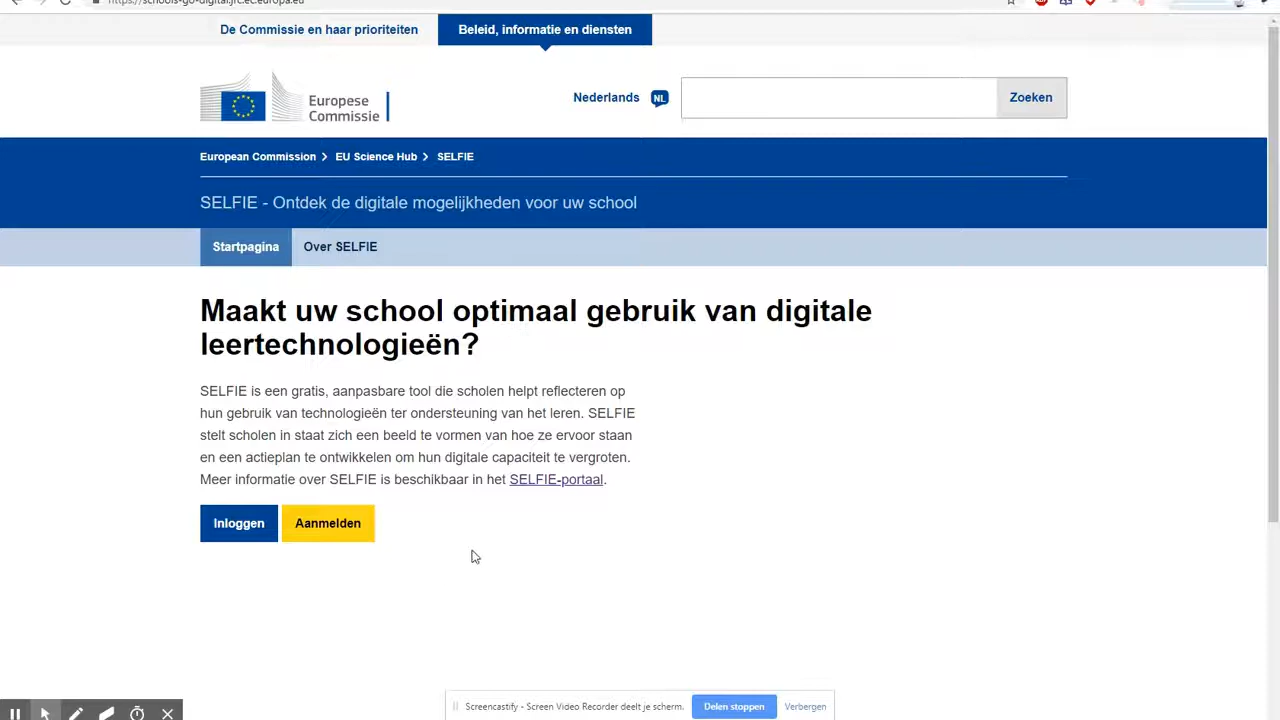 https://schools-go-digital.jrc.ec.europa.eu
De Commissie en haar prioriteiten
Beleid, informatie en diensten
Europese
Commissie
Nederlands NL
Zoeken
European Commission > EU Science Hub > SELFIE
SELFIE - Ontdek de digitale mogelijkheden voor uw school
Startpagina
Over SELFIE
Maakt uw school optimaal gebruik van digitale
leertechnologieën?
SELFIE is een gratis, aanpasbare tool die scholen helpt reflecteren op
hun gebruik van technologieën ter ondersteuning van het leren. SELFIE
stelt scholen in staat zich een beeld te vormen van hoe ze ervoor staan
en een actieplan te ontwikkelen om hun digitale capaciteit te vergroten.
Meer informatie over SELFIE is beschikbaar in het SELFIE-portaal.
Inloggen
Aanmelden
Screencastify - Screen Video Recorder deelt je scherm.
Delen stoppen
Verbergen